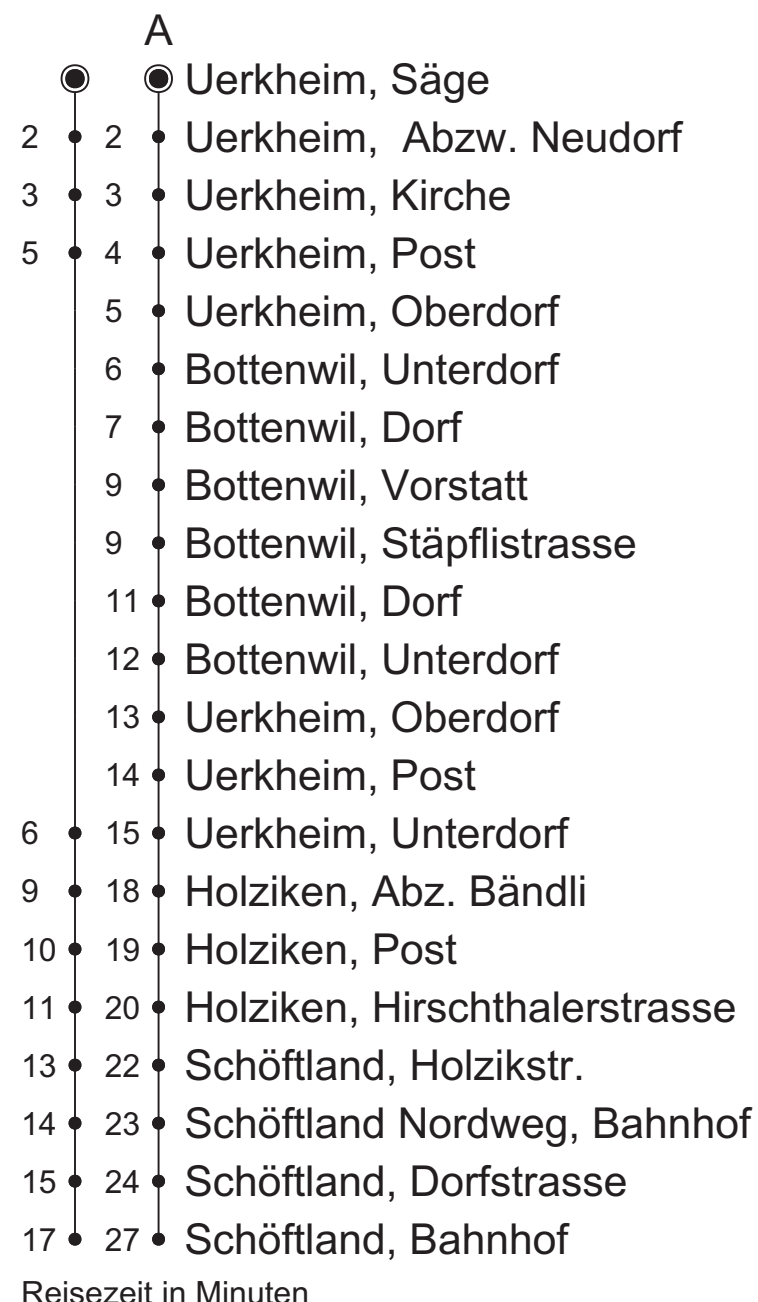 A
Uerkheim, Säge
2 2 Uerkheim, Abzw. Neudorf
3 3 Uerkheim, Kirche
5 4 Uerkheim, Post
5 Uerkheim, Oberdorf
6 Bottenwil, Unterdorf
7 Bottenwil, Dorf
9 Bottenwil, Vorstatt
9 Bottenwil, Stäpflistrasse
11 Bottenwil, Dorf
12 Bottenwil, Unterdorf
13 Uerkheim, Oberdorf
14 Uerkheim, Post
6 15 Uerkheim, Unterdorf
9 18 Holziken, Abz. Bändli
10 19 Holziken, Post
11 20 Holziken, Hirschthalerstrasse
13 22 Schöftland, Holzikstr.
14 23 Schöftland Nordweg, Bahnhof
15 24 Schöftland, Dorfstrasse
17 27 Schöftland, Bahnhof
Reisezeit in Minuten